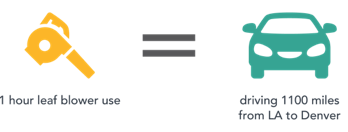 1 hour leaf blower use
driving 1100 miles
from LA to Denver